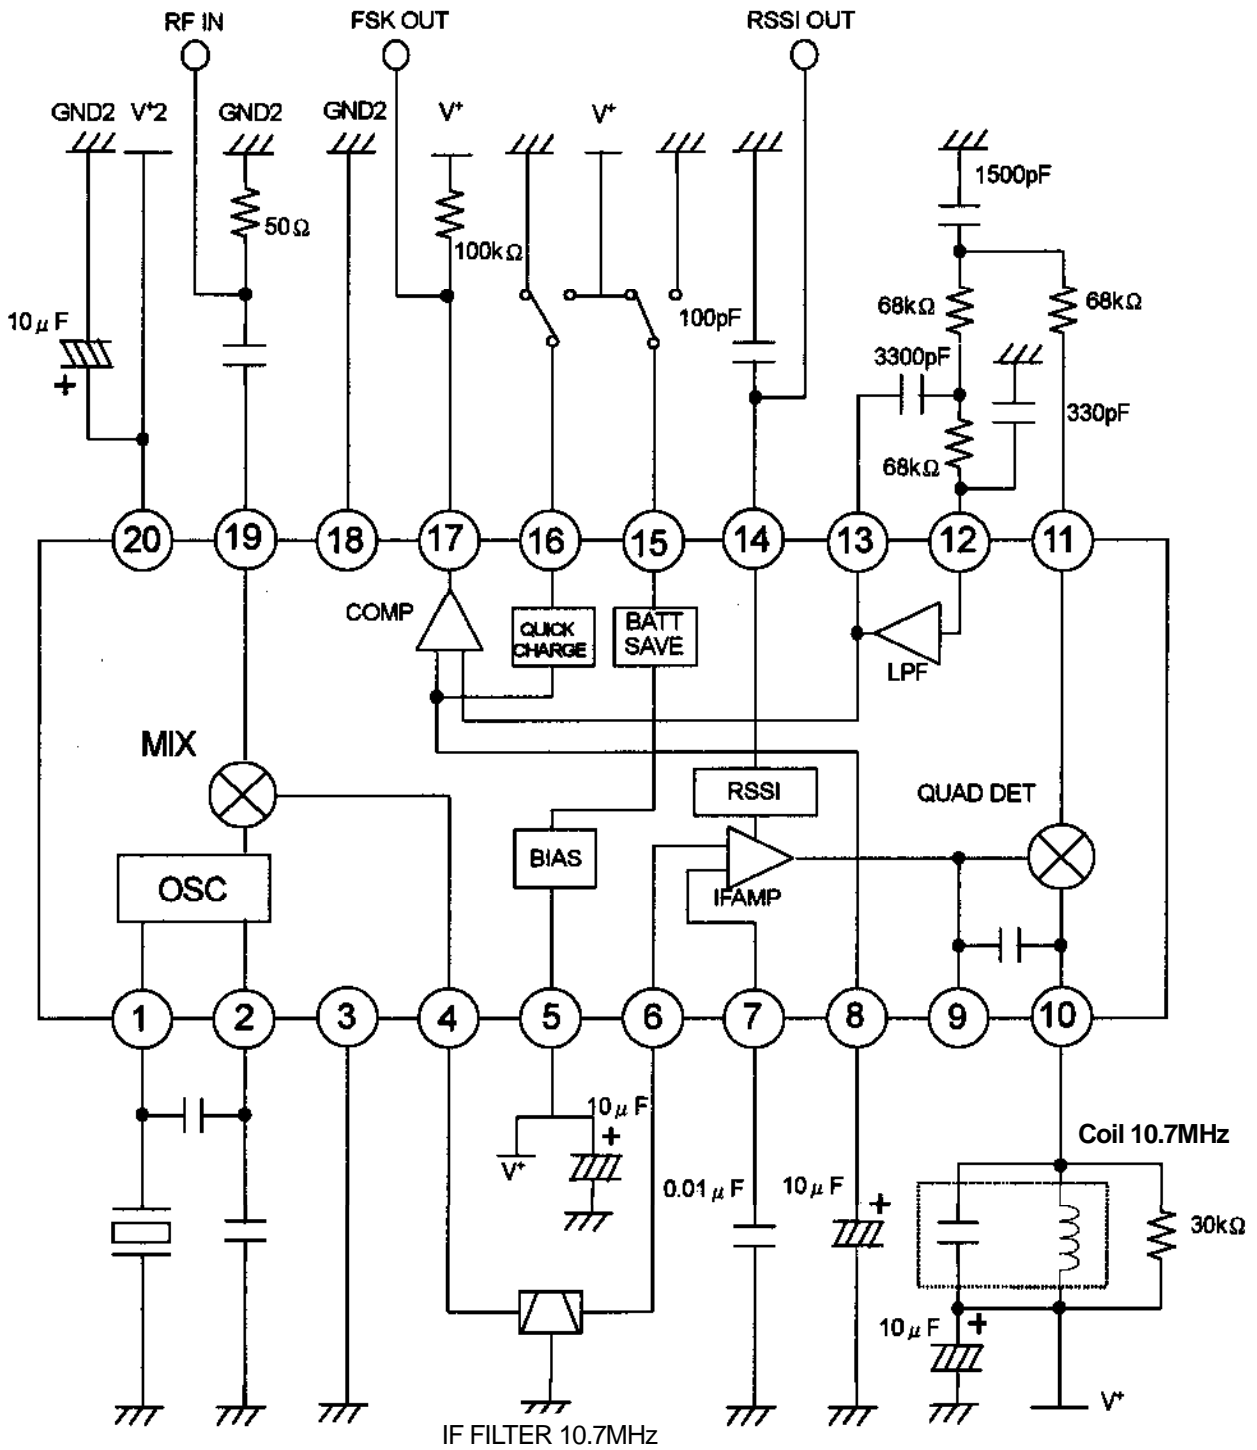 RF IN
FSK OUT
RSSI OUT
GND2
V+2
GND2
GND2
V+
V+
1500pF
50Ω
100kΩ
10μF
+
100pF
68kΩ
68kΩ
3300pF
330pF
68kΩ
20
19
18
17
16
15
14
13
12
11
COMP
QUICK
CHARGE
BATT
SAVE
LPF
MIX
RSSI
QUAD DET
BIAS
OSC
IFAMP
1
2
3
4
5
6
7
8
9
10
10μF
+
V+
Coil 10.7MHz
0.01μF
10μF
+
30kΩ
10μF
+
V+
IF FILTER 10.7MHz